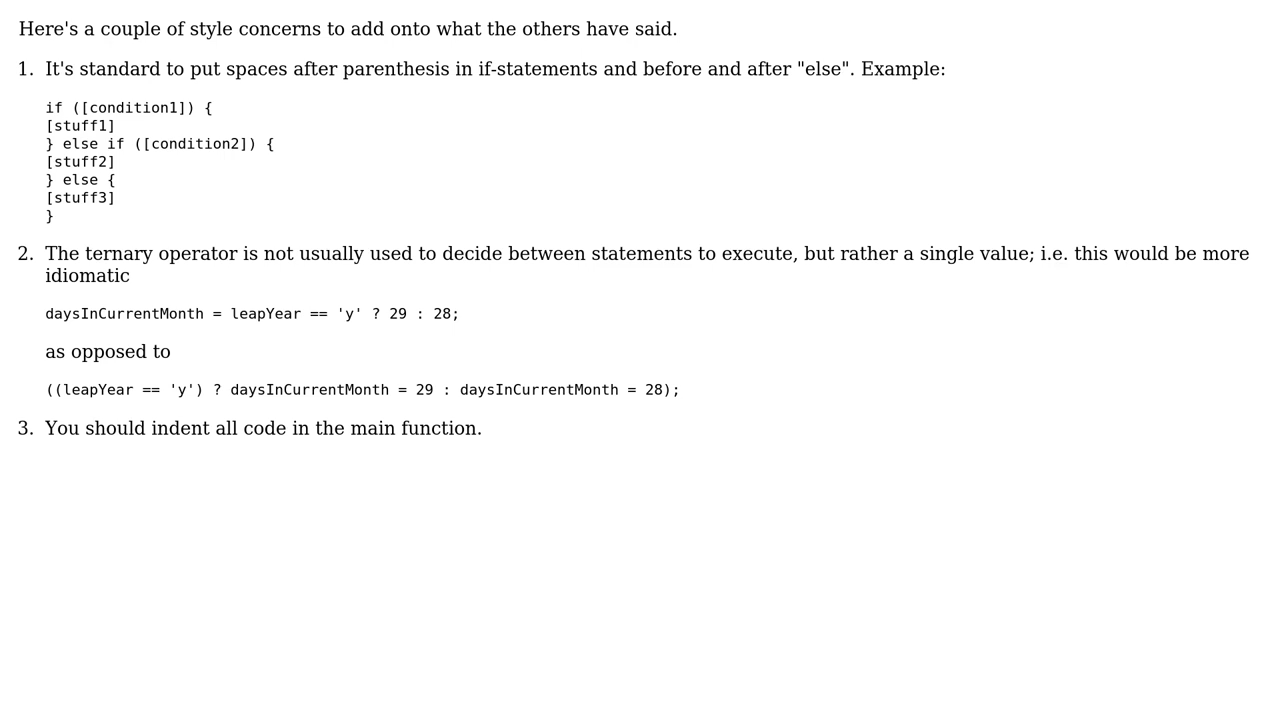 Here's a couple of style concerns to add onto what the others have said.
1. It's standard to put spaces after parenthesis in if-statements and before and after "else". Example:
if ([condition1]) {
[stuff1]
} else if ([condition2]) {
[stuff2]
} else {
[stuff3]
}
2. The ternary operator is not usually used to decide between statements to execute, but rather a single value; i.e. this would be more
idiomatic
daysInCurrentMonth = leapYear == 'y' ? 29 : 28;
as opposed to
((leapYear == 'y') ? daysInCurrentMonth = 29 : daysInCurrentMonth = 28);
3. You should indent all code in the main function.